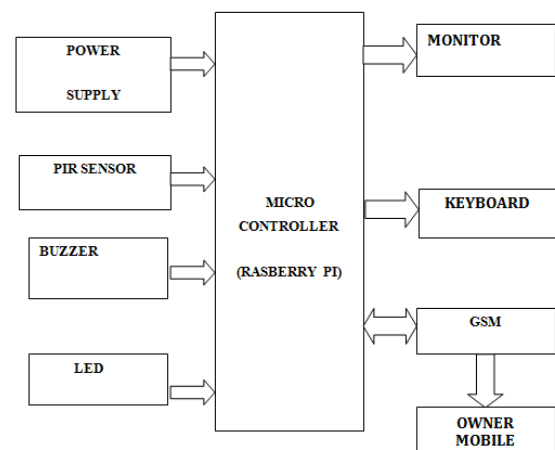 POWER
SUPPLY
PIR SENSOR
BUZZER
LED
MICRO
CONTROLLER
(RASBERRY PI)
MONITOR
KEYBOARD
GSM
OWNER
MOBILE